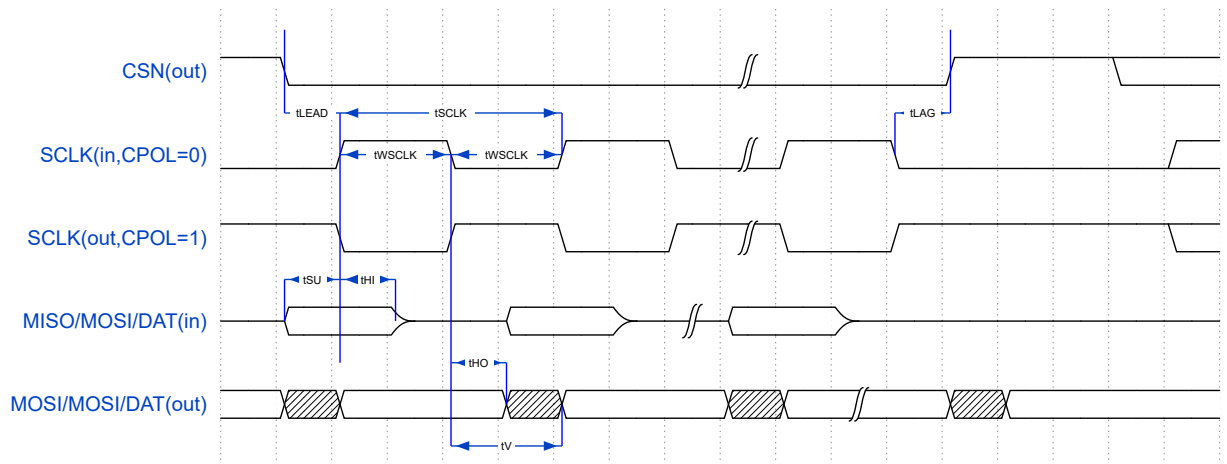 CSN(out)
tLEAD
tSCLK
tLAG
SCLK(in,CPOL=0)
tWSCLK
tWSCLK
SCLK(out,CPOL=1)
tSU
tHI
MISO/MOSI/DAT(in)
tHO
MOSI/MOSI/DAT(out)
tV